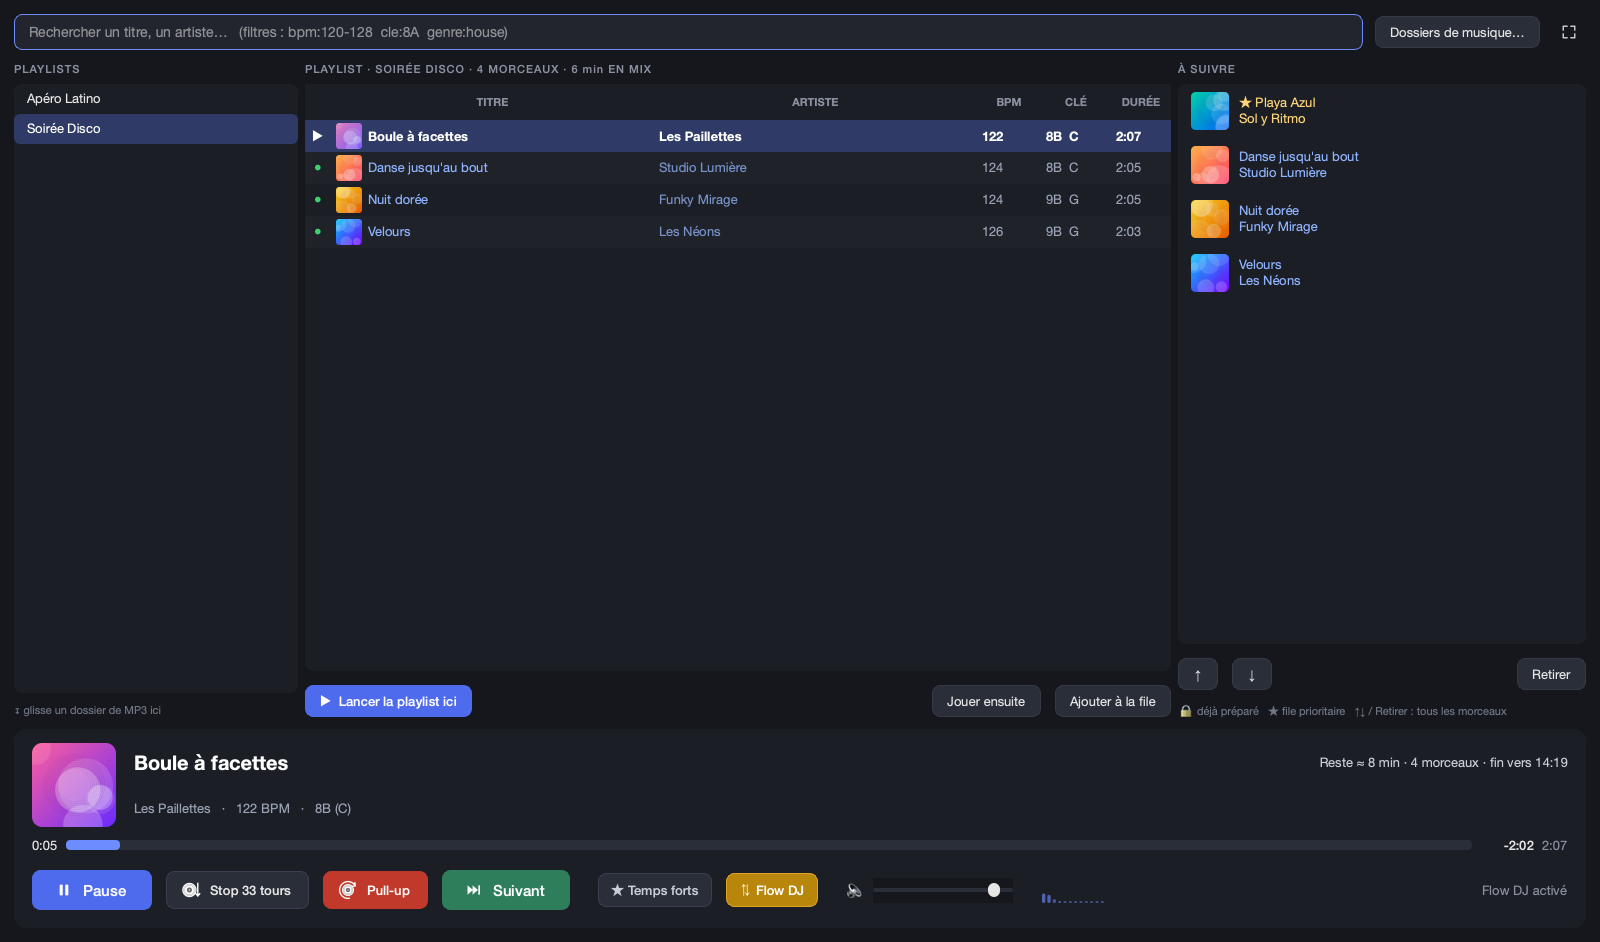 Rechercher un titre, un artiste… (filtres : bpm:120-128 cle:8A genre:house)
Dossiers de musique…
PLAYLISTS
Apéro Latino
Soirée Disco
↕ glisse un dossier de MP3 ici
PLAYLIST · SOIRÉE DISCO · 4 MORCEAUX · 6 min EN MIX
TITRE ARTISTE BPM CLÉ DURÉE
▶ Boule à facettes Les Paillettes 122 8B C 2:07
Danse jusqu'au bout Studio Lumière 124 8B C 2:05
Nuit dorée Funky Mirage 124 9B G 2:05
Velours Les Néons 126 9B G 2:03
▶ Lancer la playlist ici
Jouer ensuite
Ajouter à la file
À SUIVRE
★ Playa Azul
Sol y Ritmo
Danse jusqu'au bout
Studio Lumière
Nuit dorée
Funky Mirage
Velours
Les Néons
↑ ↓ Retirer
🔒 déjà préparé ★ file prioritaire ↑↓ / Retirer : tous les morceaux
Boule à facettes
Reste ≈ 8 min · 4 morceaux · fin vers 14:19
Les Paillettes · 122 BPM · 8B (C)
0:05 -2:02 2:07
Pause
Stop 33 tours
Pull-up
Suivant
★ Temps forts
⇅ Flow DJ
Flow DJ activé